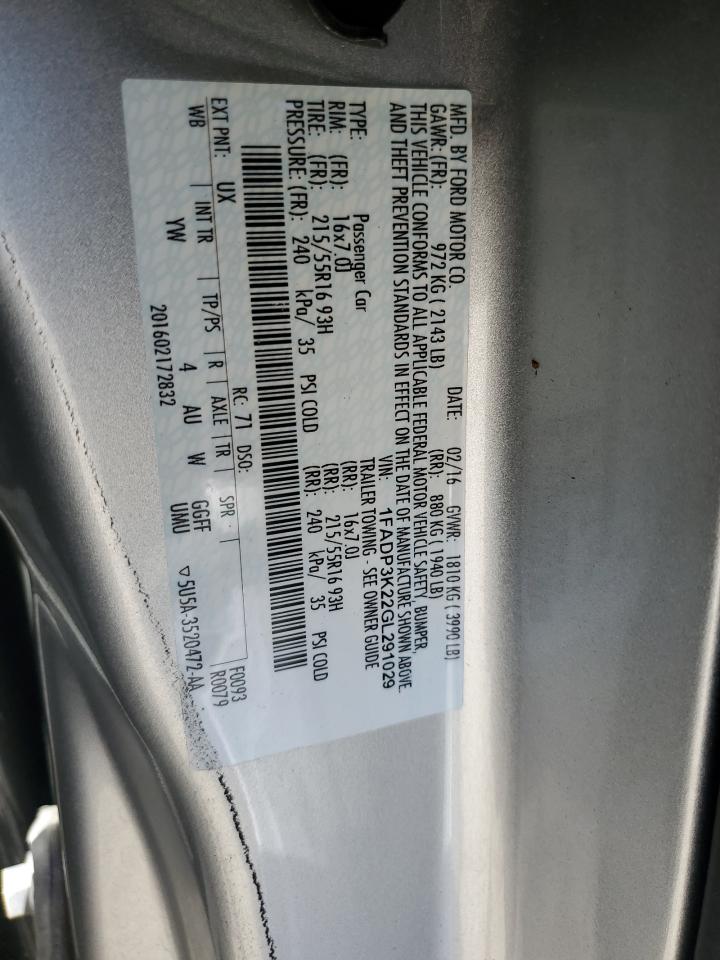 MFD. BY FORD MOTOR CO. DATE: 02/16 GVWR: 1810 KG ( 3990 LB)
GAWR: (FR): 972 KG ( 2143 LB) (RR): 880 KG ( 1940 LB)
THIS VEHICLE CONFORMS TO ALL APPLICABLE FEDERAL MOTOR VEHICLE SAFETY, BUMPER,
AND THEFT PREVENTION STANDARDS IN EFFECT ON THE DATE OF MANUFACTURE SHOWN ABOVE.
VIN: 1FADP3K22GL291029
TYPE: Passenger Car TRAILER TOWING - SEE OWNER GUIDE
RIM: (FR): 16x7.0J (RR): 16x7.0J
TIRE: (FR): 215/55R16 93H (RR): 215/55R16 93H
PRESSURE: (FR): 240 kPa/ 35 PSI COLD (RR): 240 kPa/ 35 PSI COLD
EXT PNT: UX RC: 71 DSO: F0093
WB INT TR TP/PS R AXLE TR SPR R0079
YW 4 AU W GGFF
UMU
201602172832 ▽5U5A-3520472-AA